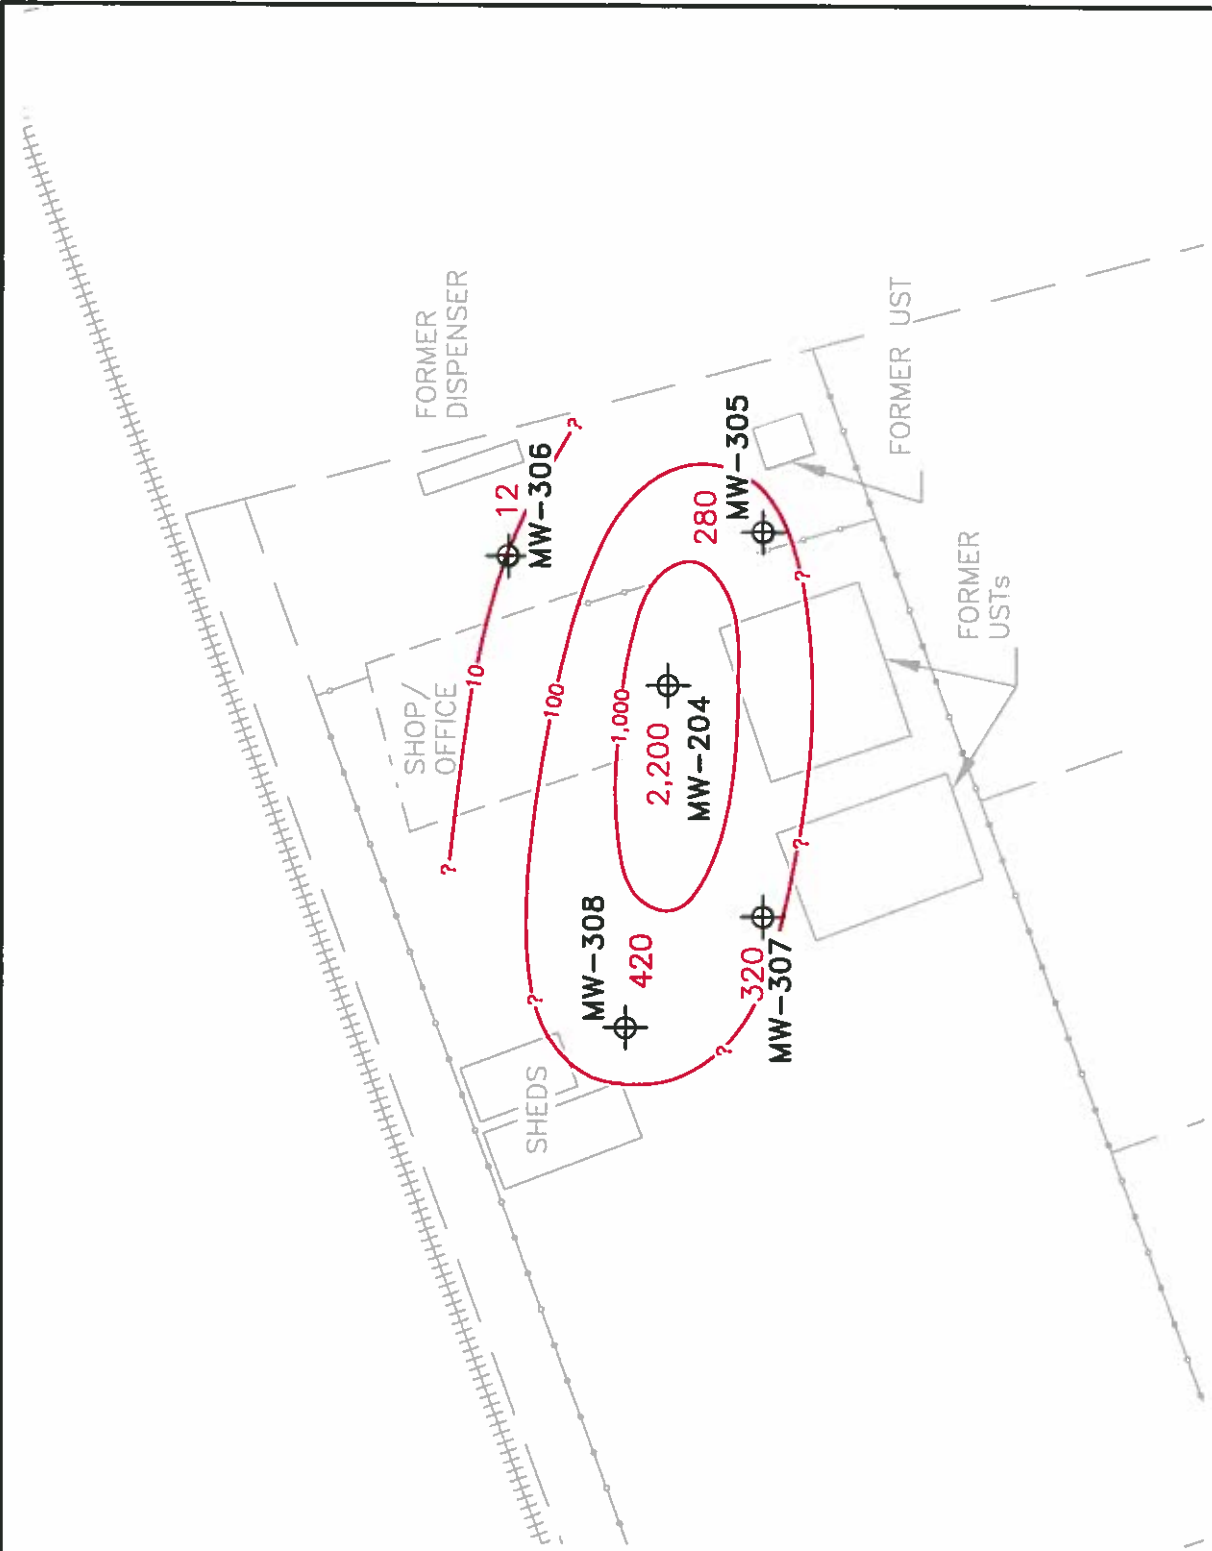 FORMER
DISPENSER
12
MW-306
?
10
?
SHOP/
OFFICE
100
1,000
2,200
MW-204
280
MW-305
FORMER UST
FORMER
USTs
?
?
MW-308
420
320
MW-307
?
?
SHEDS